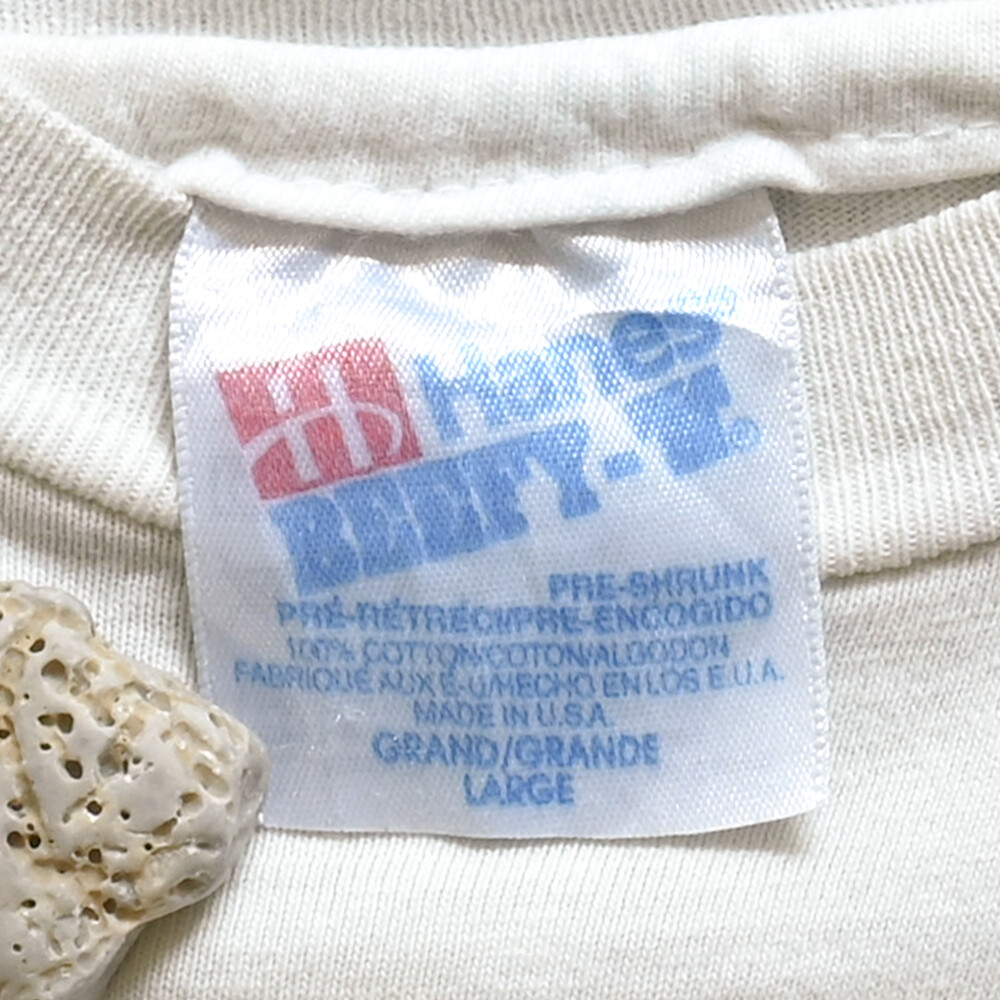 Hanes
BEEFY-T.
PRE-SHRUNK
PRÉ-RÉTRÉCI/PRE-ENCOGIDO
100% COTTON/COTON/ALGODON
FABRIQUE AUX E.-U/HECHO EN LOS E.U.A.
MADE IN U.S.A.
GRAND/GRANDE
LARGE